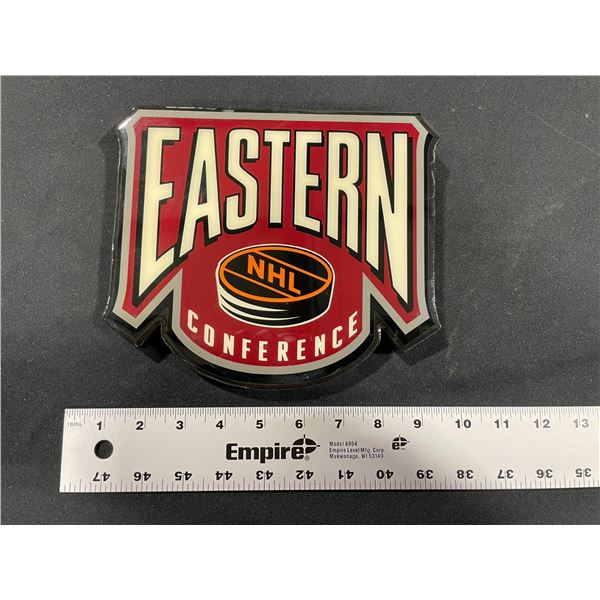 EASTERN
NHL
CONFERENCE
16ths 1 2 3 4 5 6 7 8 9 10 11 12 13
Empire® Model 4004
Empire Level Mfg. Corp.
Mukwonago, WI 53149
47 46 45 44 43 42 41 40 39 38 37 36 35